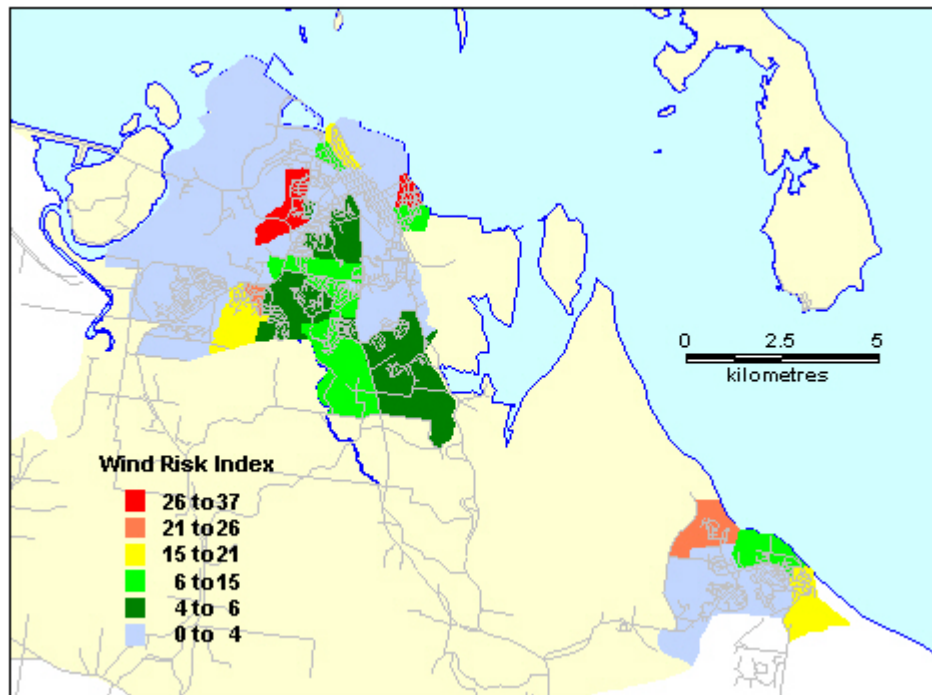 0 2.5 5
kilometres
Wind Risk Index
26 to 37
21 to 26
15 to 21
6 to 15
4 to 6
0 to 4